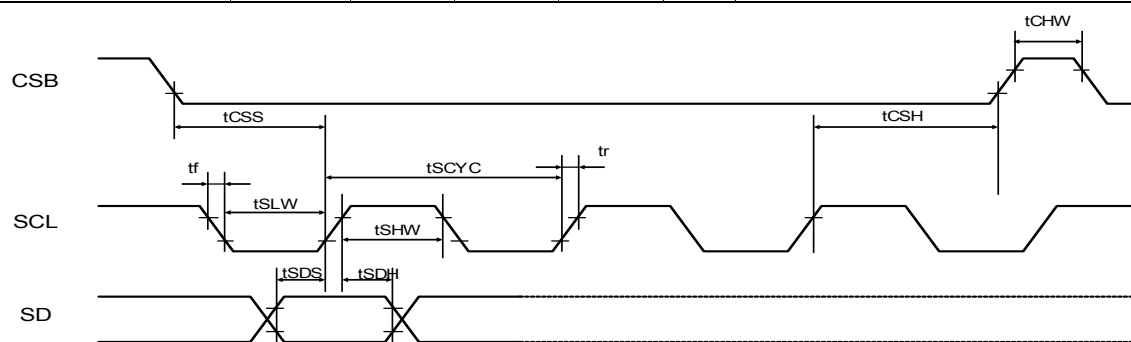 tCHW
CSB
tCSS
tCSH
tf
tSCYC
tr
SCL
tSLW
tSHW
tSDS
tSDH
SD